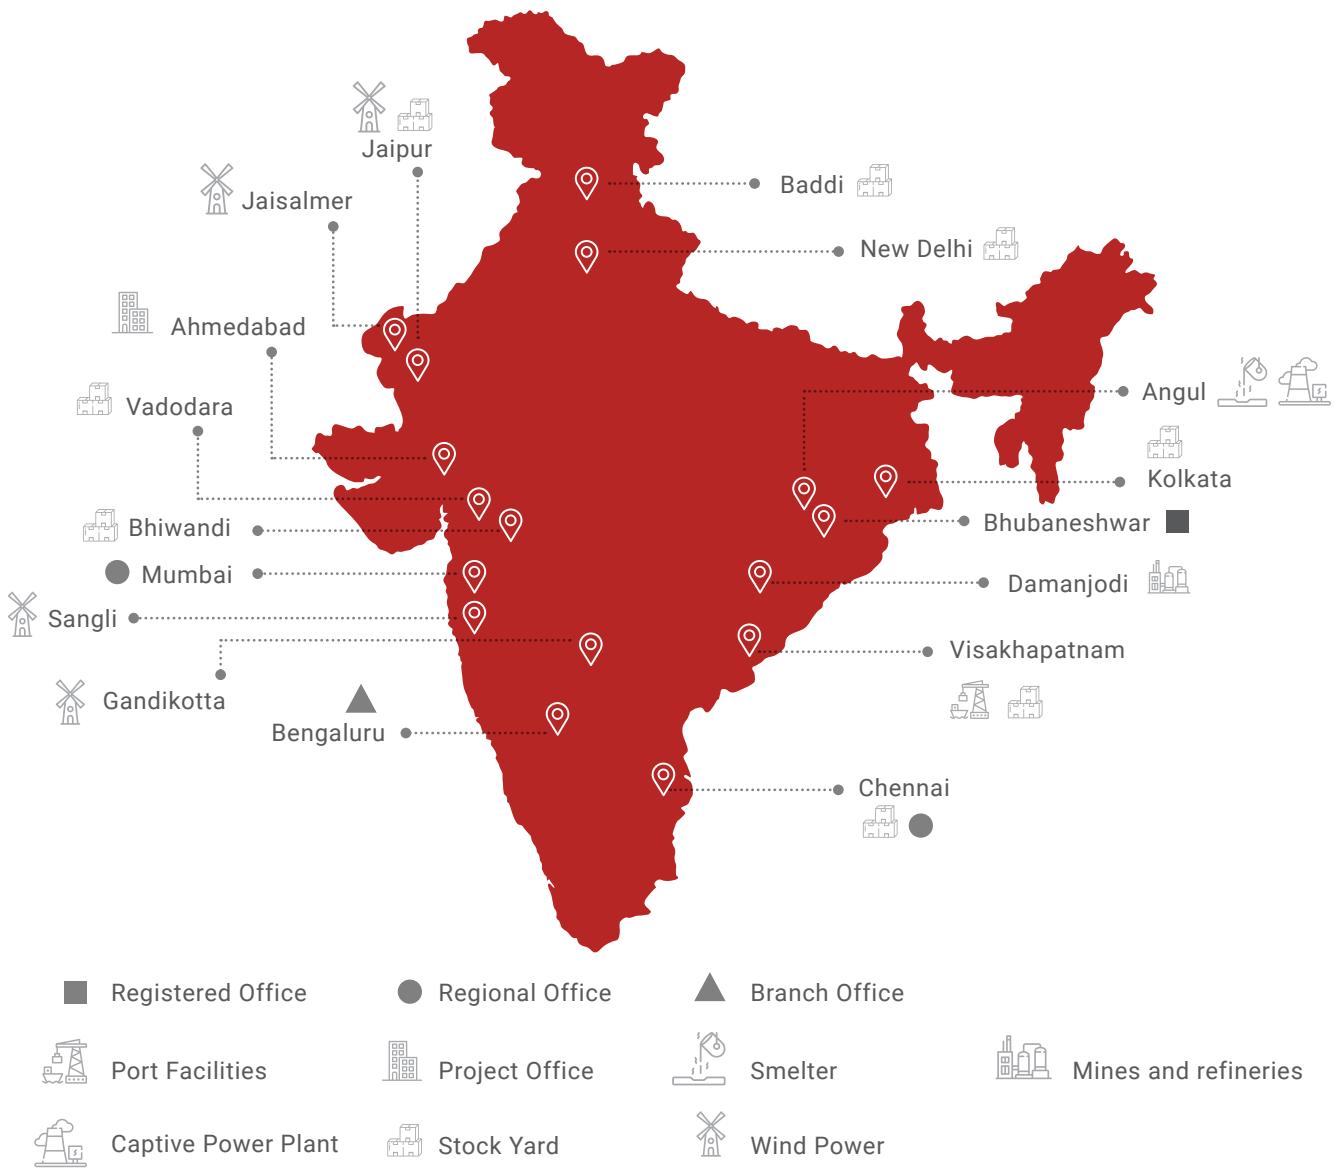 Jaipur
Jaisalmer
Baddi
New Delhi
Ahmedabad
Vadodara
Angul
Kolkata
Bhiwandi
Bhubaneshwar
Mumbai
Damanjodi
Sangli
Visakhapatnam
Gandikotta
Bengaluru
Chennai
Registered Office
Regional Office
Branch Office
Port Facilities
Project Office
Smelter
Mines and refineries
Captive Power Plant
Stock Yard
Wind Power